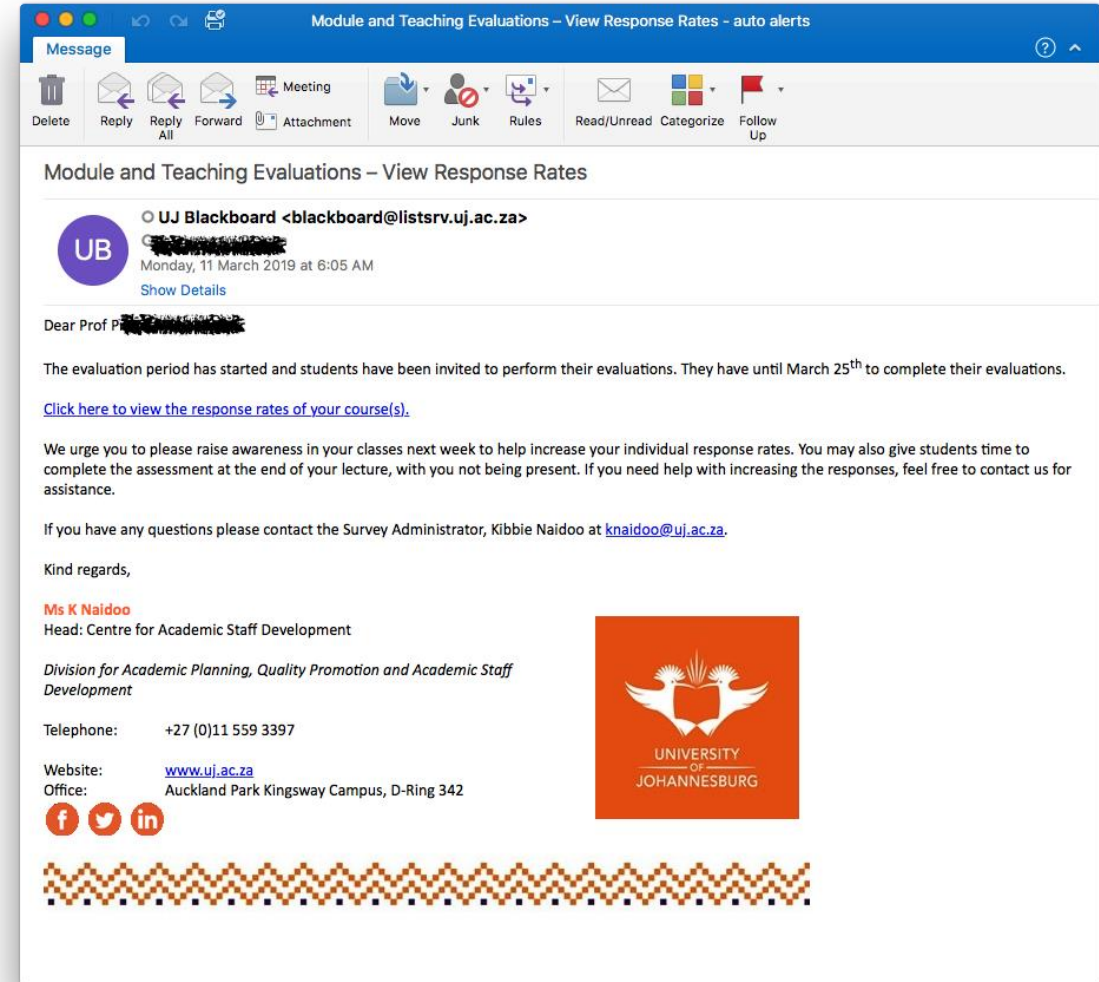 Module and Teaching Evaluations – View Response Rates - auto alerts
Message
Delete
Reply
Reply All
Forward
Meeting
Attachment
Move
Junk
Rules
Read/Unread
Categorize
Follow Up
Module and Teaching Evaluations – View Response Rates
UB
UJ Blackboard <blackboard@listsrv.uj.ac.za>
Monday, 11 March 2019 at 6:05 AM
Show Details
Dear Prof P
The evaluation period has started and students have been invited to perform their evaluations. They have until March 25th to complete their evaluations.
Click here to view the response rates of your course(s).
We urge you to please raise awareness in your classes next week to help increase your individual response rates. You may also give students time to
complete the assessment at the end of your lecture, with you not being present. If you need help with increasing the responses, feel free to contact us for
assistance.
If you have any questions please contact the Survey Administrator, Kibbie Naidoo at knaidoo@uj.ac.za.
Kind regards,
Ms K Naidoo
Head: Centre for Academic Staff Development
Division for Academic Planning, Quality Promotion and Academic Staff
Development
Telephone: +27 (0)11 559 3397
Website: www.uj.ac.za
Office: Auckland Park Kingsway Campus, D-Ring 342
f
in
UNIVERSITY
OF
JOHANNESBURG